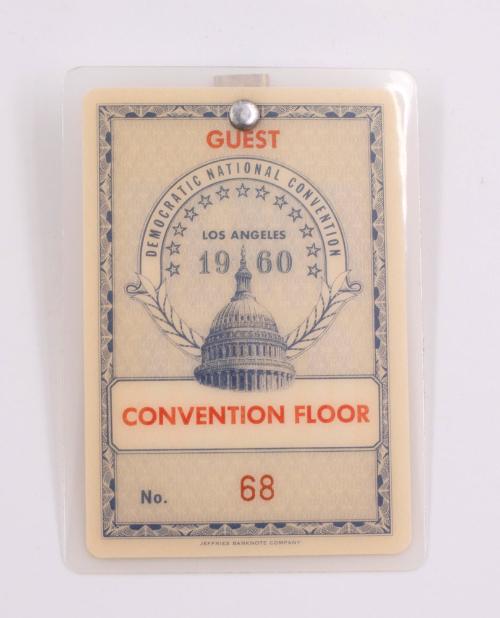 GUEST
DEMOCRATIC NATIONAL CONVENTION
LOS ANGELES
1960
CONVENTION FLOOR
No. 68
JEFFRIES BANKNOTE COMPANY